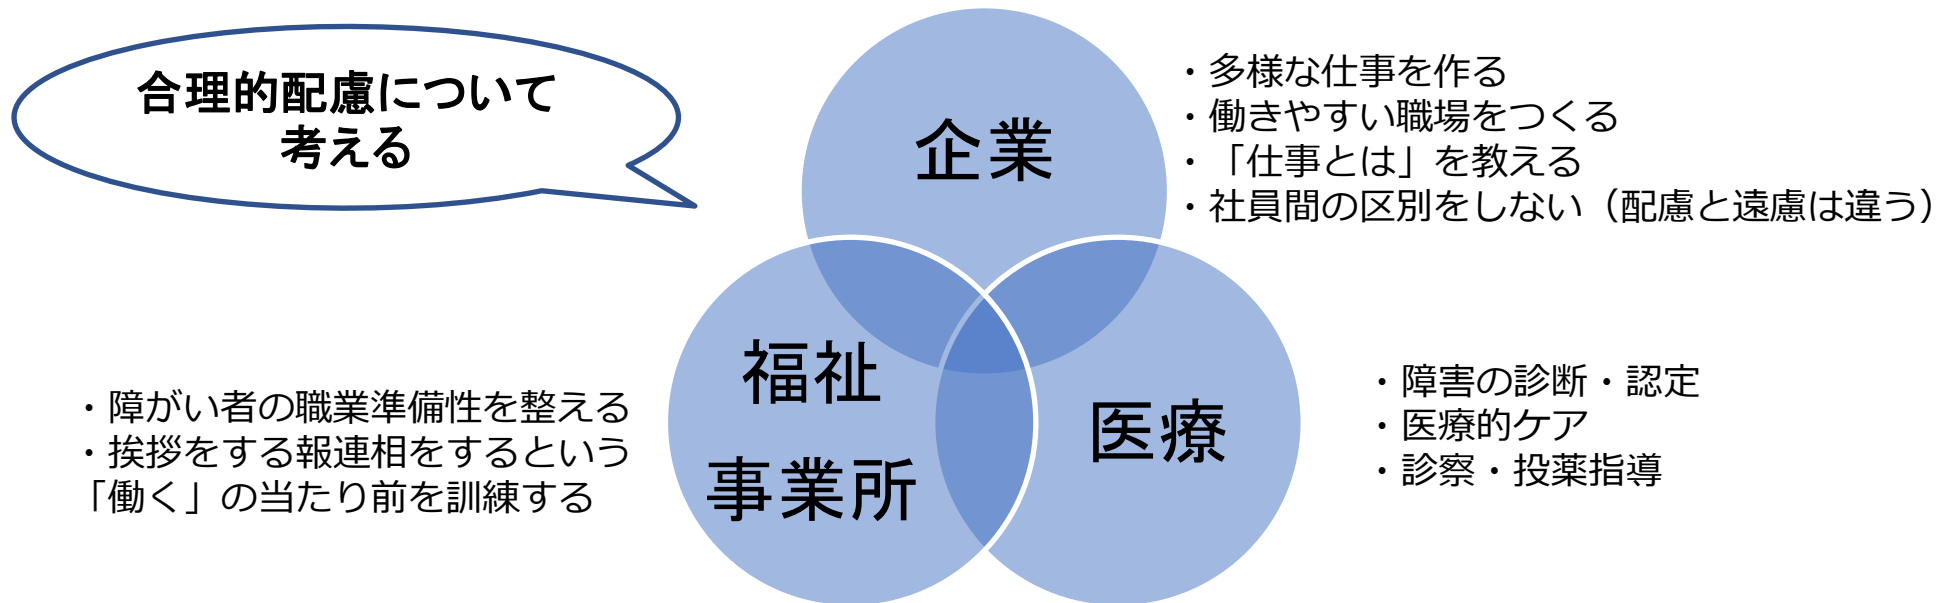 合理的配慮について
考える
企業
・多様な仕事を作る
・働きやすい職場をつくる
・「仕事とは」を教える
・社員間の区別をしない（配慮と遠慮は違う）
福祉
事業所
・障がい者の職業準備性を整える
・挨拶をする報連相をするという
「働く」の当たり前を訓練する
医療
・障害の診断・認定
・医療的ケア
・診察・投薬指導